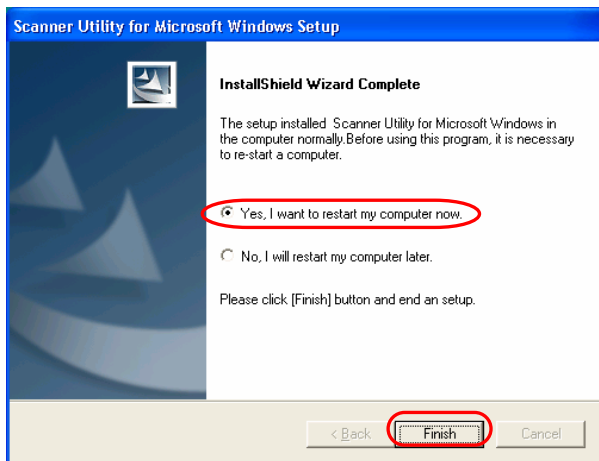 Scanner Utility for Microsoft Windows Setup
InstallShield Wizard Complete
The setup installed Scanner Utility for Microsoft Windows in
the computer normally.Before using this program, it is necessary
to re-start a computer.
Yes, I want to restart my computer now.
No, I will restart my computer later.
Please click [Finish] button and end an setup.
< Back
Finish
Cancel